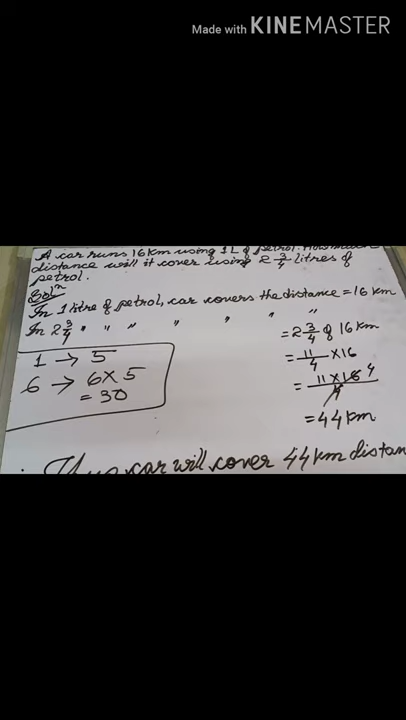 Made with KINEMASTER
A car runs 16 km using 1 L of petrol. How much
distance will it cover using 2 3/4 litres of
petrol.
Solⁿ
In 1 litre of petrol, car covers the distance = 16 km
In 2 3/4 " " " " " " "
= 2 3/4 of 16 km
= 11/4 × 16
= 11 × 16 4 / 4
= 44 km
1 → 5
6 → 6 × 5
= 30
Thus car will cover 44 km distan